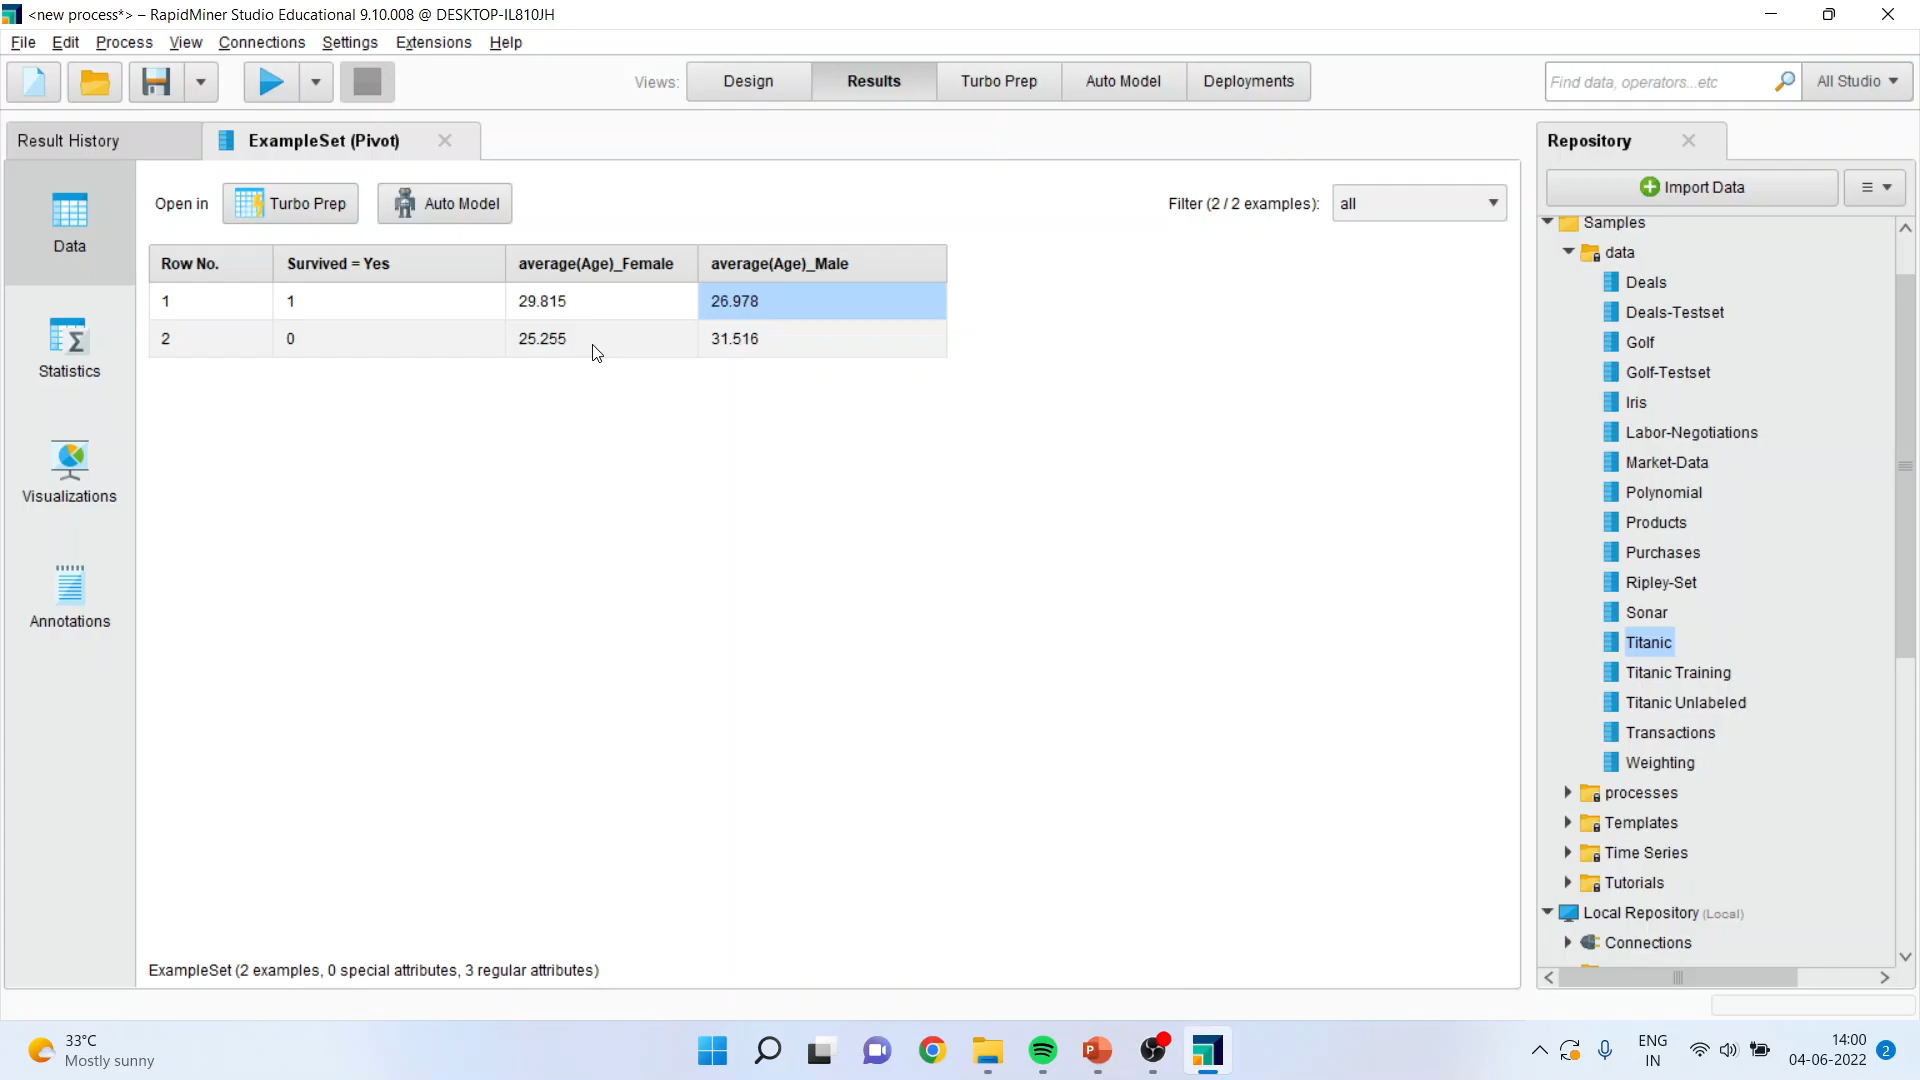 <new process*> – RapidMiner Studio Educational 9.10.008 @ DESKTOP-IL810JH
File Edit Process View Connections Settings Extensions Help
Views: Design Results Turbo Prep Auto Model Deployments
Find data, operators...etc
All Studio
Result History
ExampleSet (Pivot)
Repository
Open in Turbo Prep Auto Model
Filter (2 / 2 examples): all
Import Data
Data
Statistics
Visualizations
Annotations
Row No. Survived = Yes average(Age)_Female average(Age)_Male
1 1 29.815 26.978
2 0 25.255 31.516
ExampleSet (2 examples, 0 special attributes, 3 regular attributes)
Samples
data
Deals
Deals-Testset
Golf
Golf-Testset
Iris
Labor-Negotiations
Market-Data
Polynomial
Products
Purchases
Ripley-Set
Sonar
Titanic
Titanic Training
Titanic Unlabeled
Transactions
Weighting
processes
Templates
Time Series
Tutorials
Local Repository (Local)
Connections
33°C
Mostly sunny
P
ENG
IN
14:00
04-06-2022
2